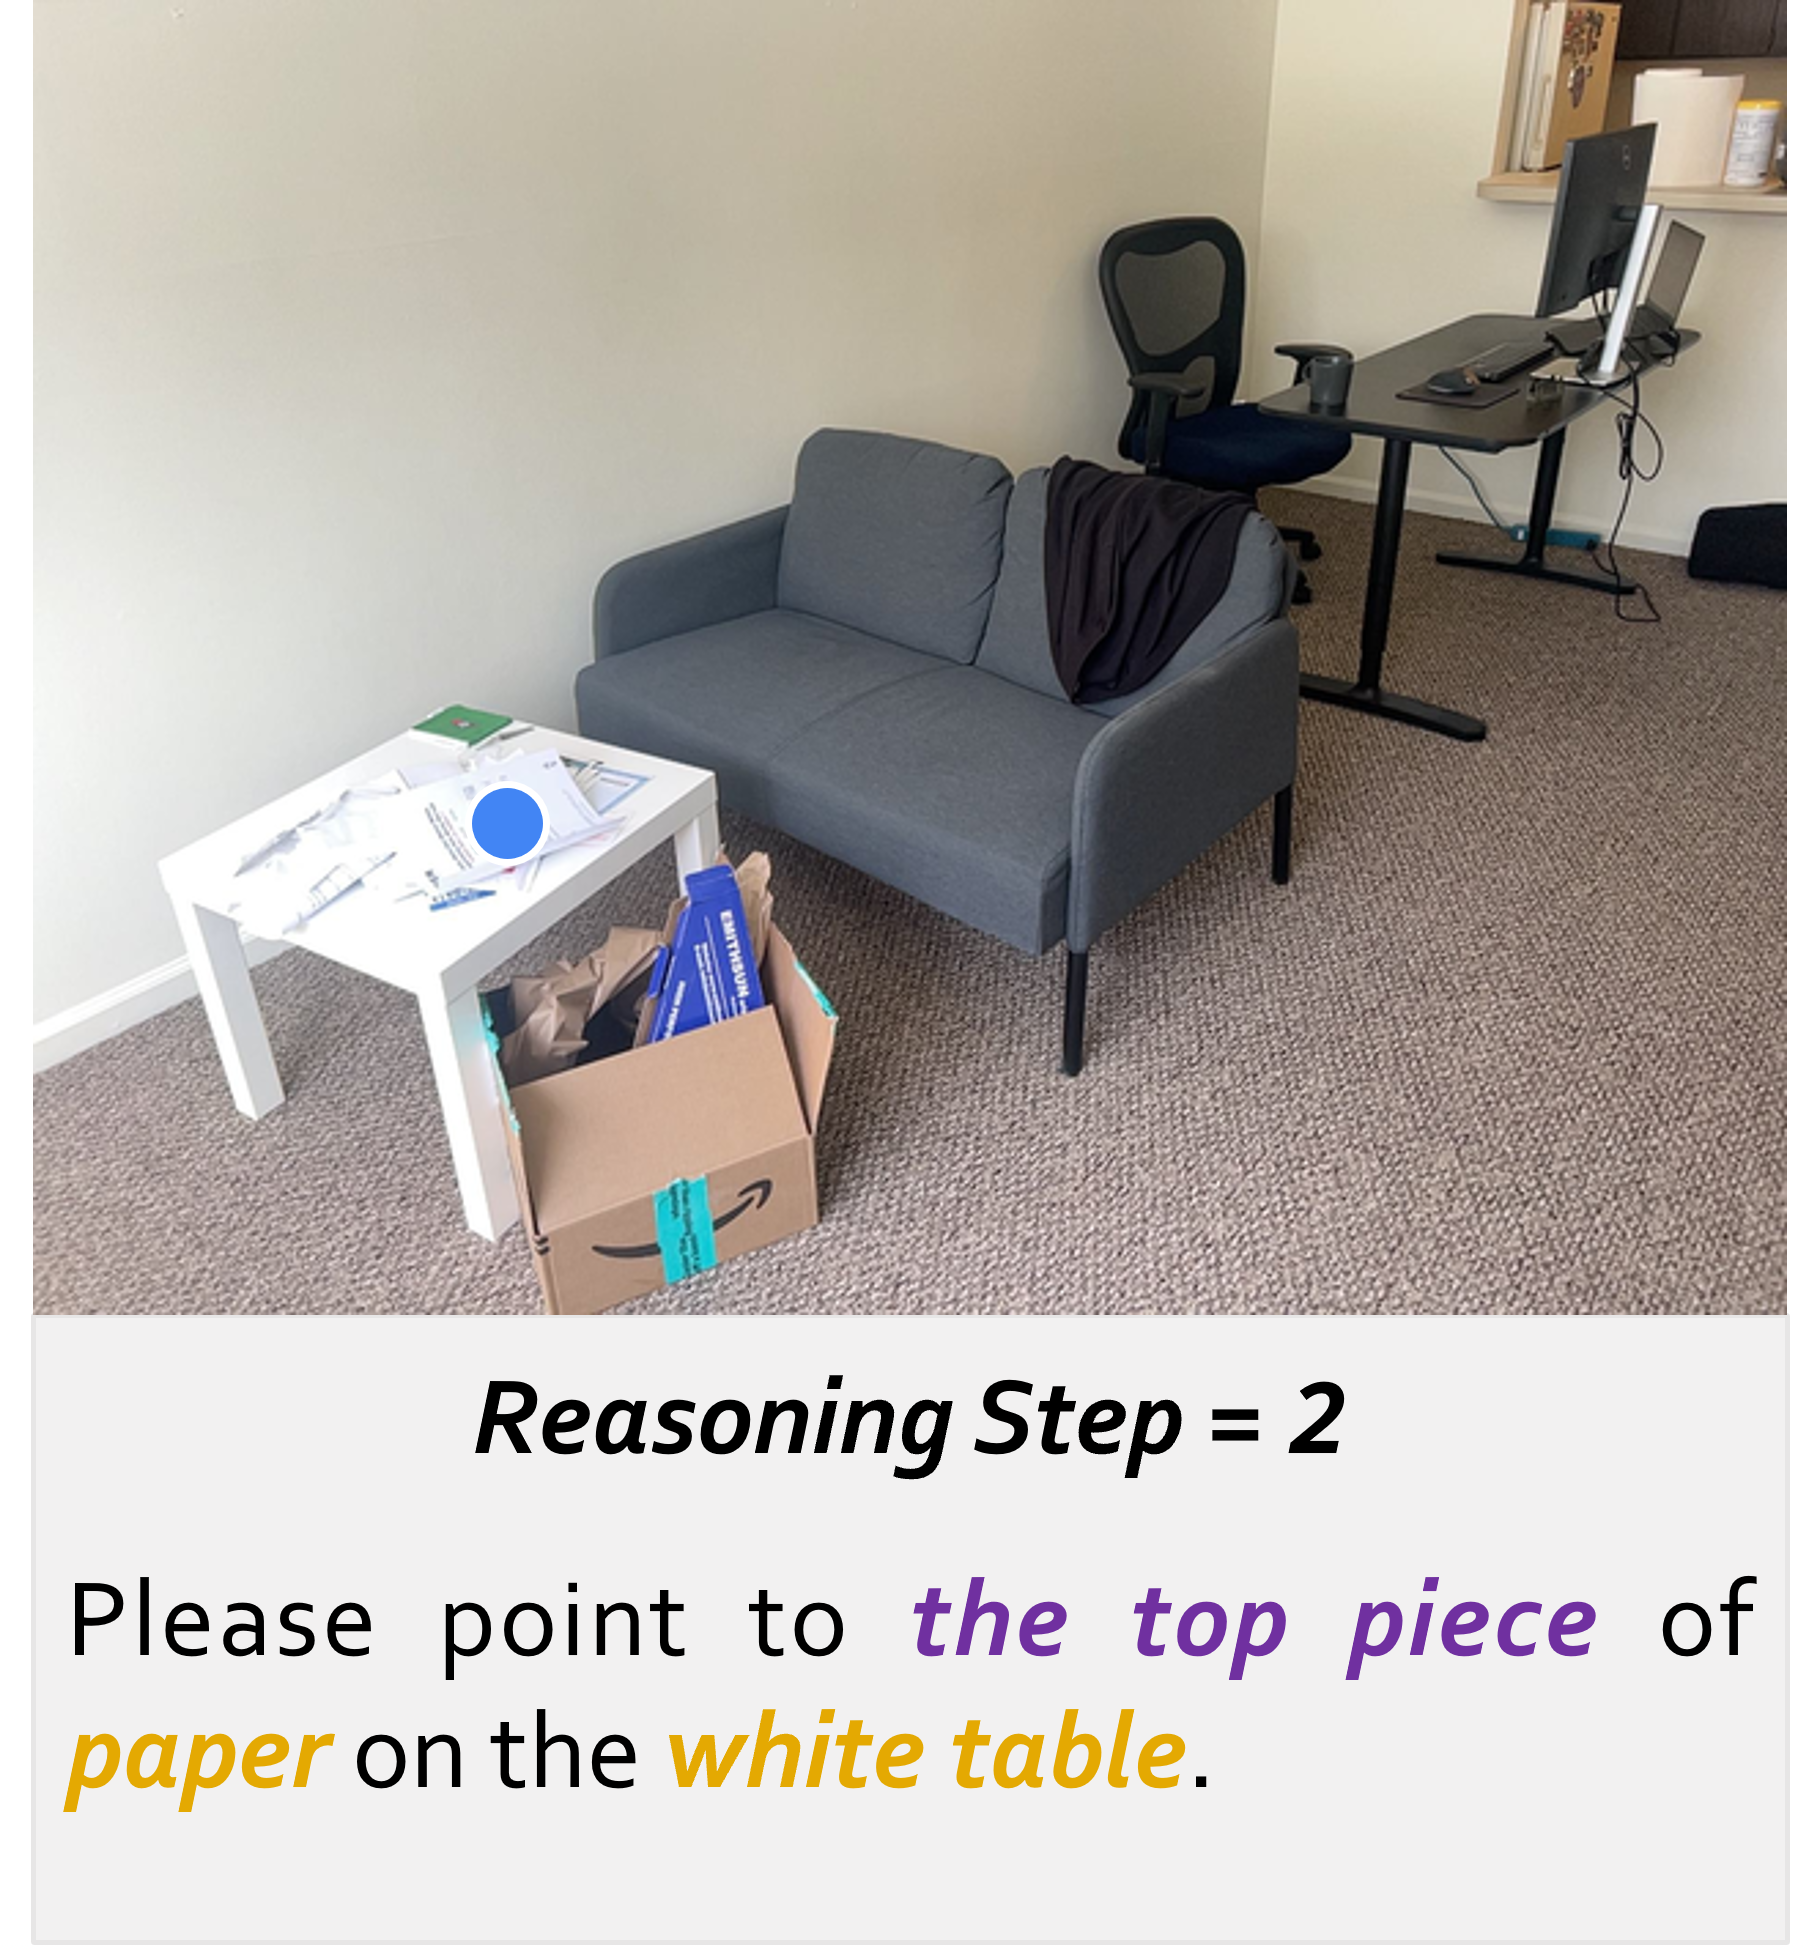 EMITHSUN
Reasoning Step = 2
Please point to the top piece of
paper on the white table.